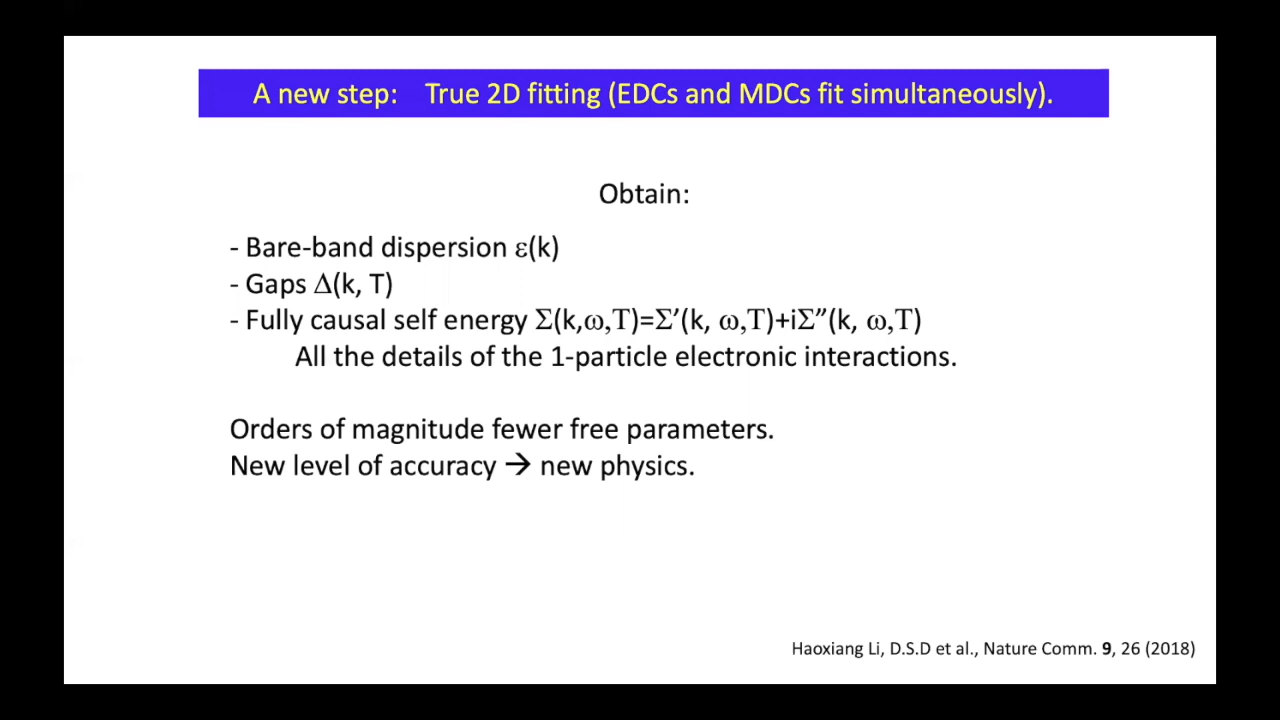 A new step: True 2D fitting (EDCs and MDCs fit simultaneously).
Obtain:
- Bare-band dispersion ε(k)
- Gaps Δ(k, T)
- Fully causal self energy Σ(k,ω,T)=Σ’(k, ω,T)+iΣ”(k, ω,T)
All the details of the 1-particle electronic interactions.
Orders of magnitude fewer free parameters.
New level of accuracy → new physics.
Haoxiang Li, D.S.D et al., Nature Comm. 9, 26 (2018)